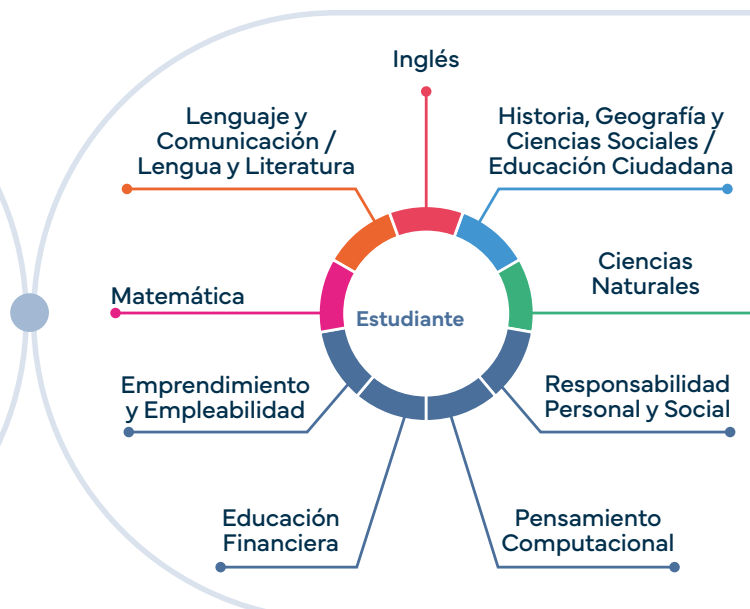 Inglés
Lenguaje y
Comunicación /
Lengua y Literatura
Historia, Geografía y
Ciencias Sociales /
Educación Ciudadana
Matemática
Estudiante
Ciencias
Naturales
Emprendimiento
y Empleabilidad
Responsabilidad
Personal y Social
Educación
Financiera
Pensamiento
Computacional